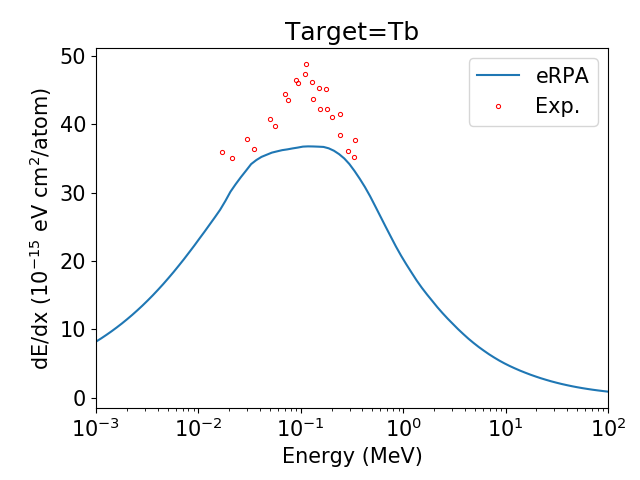 Target=Tb
50
40
30
20
10
0
dE/dx (10⁻¹⁵ eV cm²/atom)
eRPA
Exp.
10⁻³ 10⁻² 10⁻¹ 10⁰ 10¹ 10²
Energy (MeV)